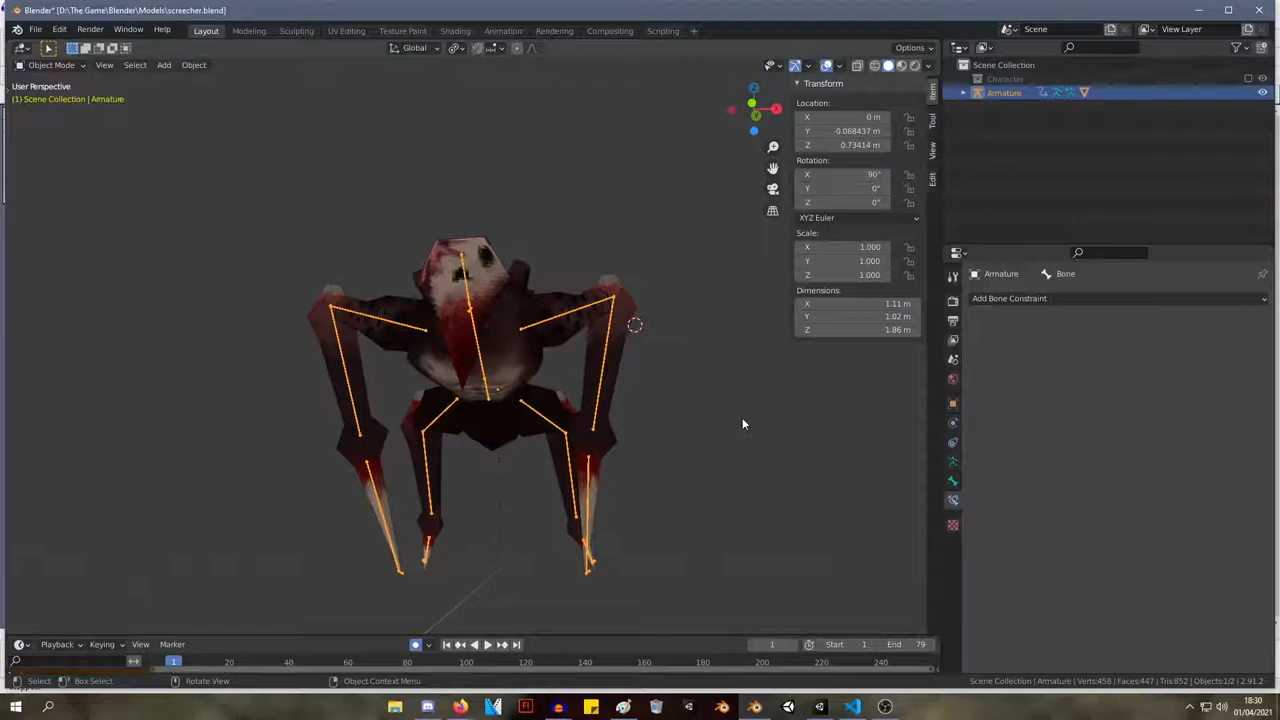 Blender* [D:\The Game\Blender\Models\screecher.blend]
File Edit Render Window Help Layout Modeling Sculpting UV Editing Texture Paint Shading Animation Rendering Compositing Scripting Scene View Layer
Global Options
Object Mode View Select Add Object
Scene Collection
User Perspective
Transform
Character
(1) Scene Collection | Armature
Armature
Item
Location:
X 0 m
Tool
Y -0.068437 m
Z 0.73414 m
View
Rotation:
X 90°
Edit
Y 0°
Z 0°
XYZ Euler
Scale:
X 1.000
Y 1.000
Z 1.000
Armature Bone
Dimensions:
Add Bone Constraint
X 1.11 m
Y 1.02 m
Z 1.86 m
Playback Keying View Marker 1 Start 1 End 79
1 20 40 60 80 100 120 140 160 180 200 220 240
Select Box Select Rotate View Object Context Menu Scene Collection | Armature | Verts:458 | Faces:447 | Tris:852 | Objects:1/2 | 2.91.2
18:30
01/04/2021